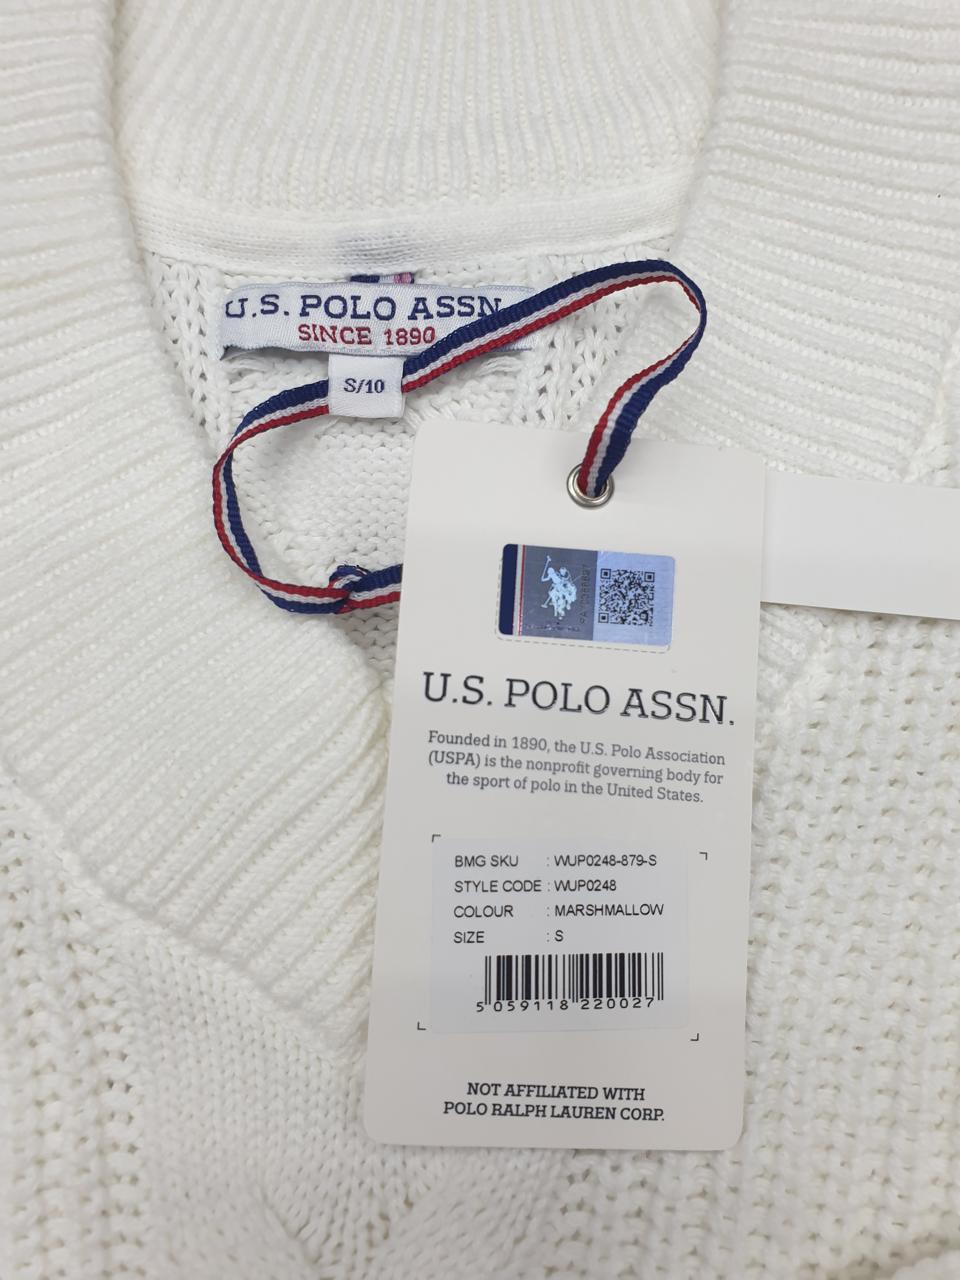 U.S. POLO ASSN.
SINCE 1890
S/10
U.S. POLO ASSN.
Founded in 1890, the U.S. Polo Association
(USPA) is the nonprofit governing body for
the sport of polo in the United States.
BMG SKU : WUP0248-879-S
STYLE CODE : WUP0248
COLOUR : MARSHMALLOW
SIZE : S
5 059118 220027
NOT AFFILIATED WITH
POLO RALPH LAUREN CORP.